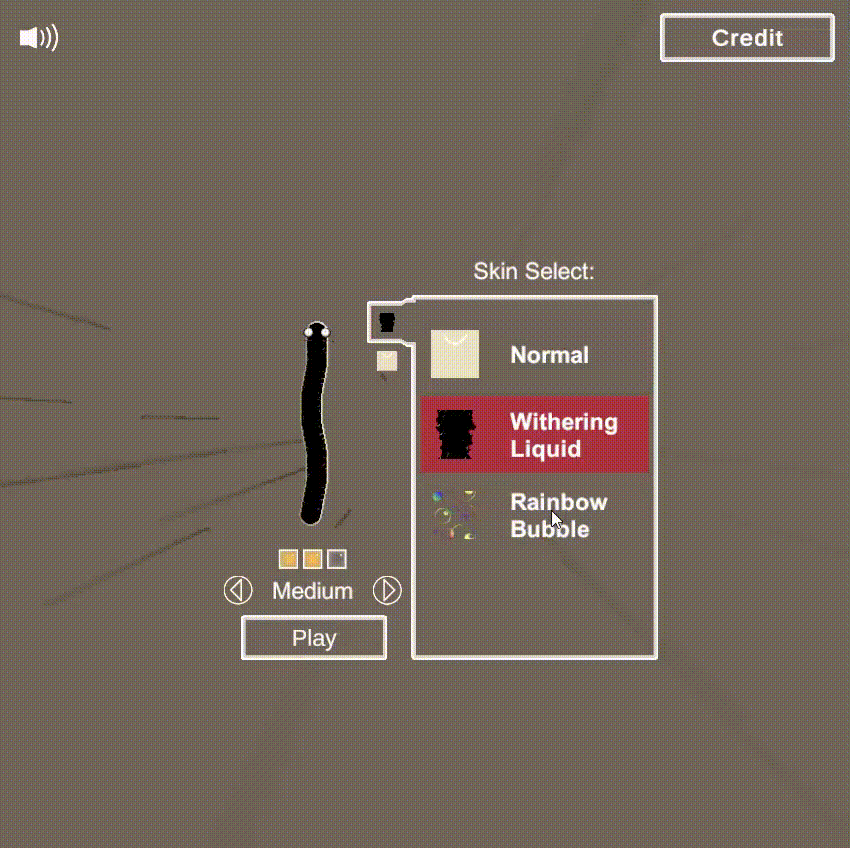 Credit
Skin Select:
Normal
Withering
Liquid
Rainbow
Bubble
Medium
Play